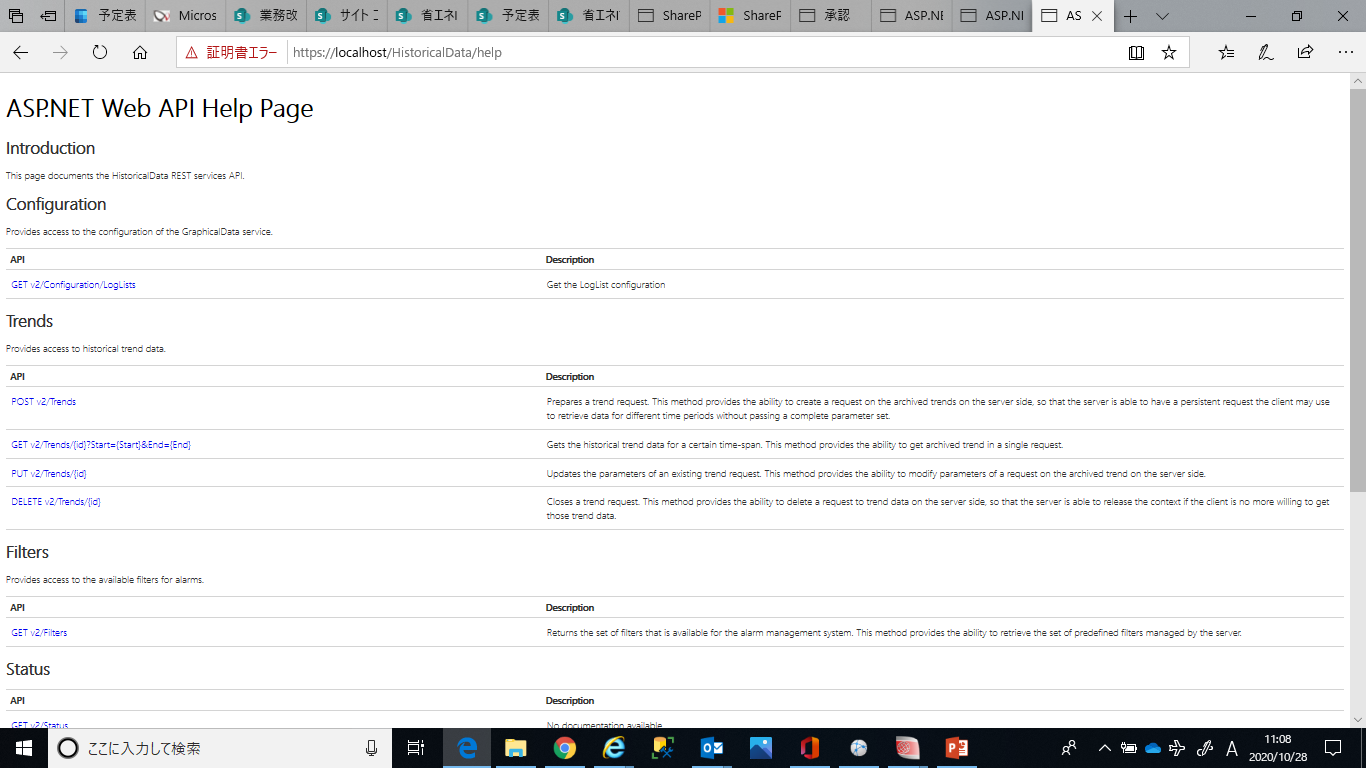 予定表
Micros
業務改
サイト コ
省エネﾙ
予定表
省エネﾙ
ShareP
ShareP
承認
ASP.NE
ASP.NE
AS
証明書エラー
https://localhost/HistoricalData/help
ASP.NET Web API Help Page
Introduction
This page documents the HistoricalData REST services API.
Configuration
Provides access to the configuration of the GraphicalData service.
API Description
GET v2/Configuration/LogLists Get the LogList configuration
Trends
Provides access to historical trend data.
API Description
POST v2/Trends Prepares a trend request. This method provides the ability to create a request on the archived trends on the server side, so that the server is able to have a persistent request the client may use
to retrieve data for different time periods without passing a complete parameter set.
GET v2/Trends/{id}?Start={Start}&End={End} Gets the historical trend data for a certain time-span. This method provides the ability to get archived trend in a single request.
PUT v2/Trends/{id} Updates the parameters of an existing trend request. This method provides the ability to modify parameters of a request on the archived trend on the server side.
DELETE v2/Trends/{id} Closes a trend request. This method provides the ability to delete a request to trend data on the server side, so that the server is able to release the context if the client is no more willing to get
those trend data.
Filters
Provides access to the available filters for alarms.
API Description
GET v2/Filters Returns the set of filters that is available for the alarm management system. This method provides the ability to retrieve the set of predefined filters managed by the server.
Status
API Description
GET v2/Status No documentation available
ここに入力して検索
A
11:08
2020/10/28